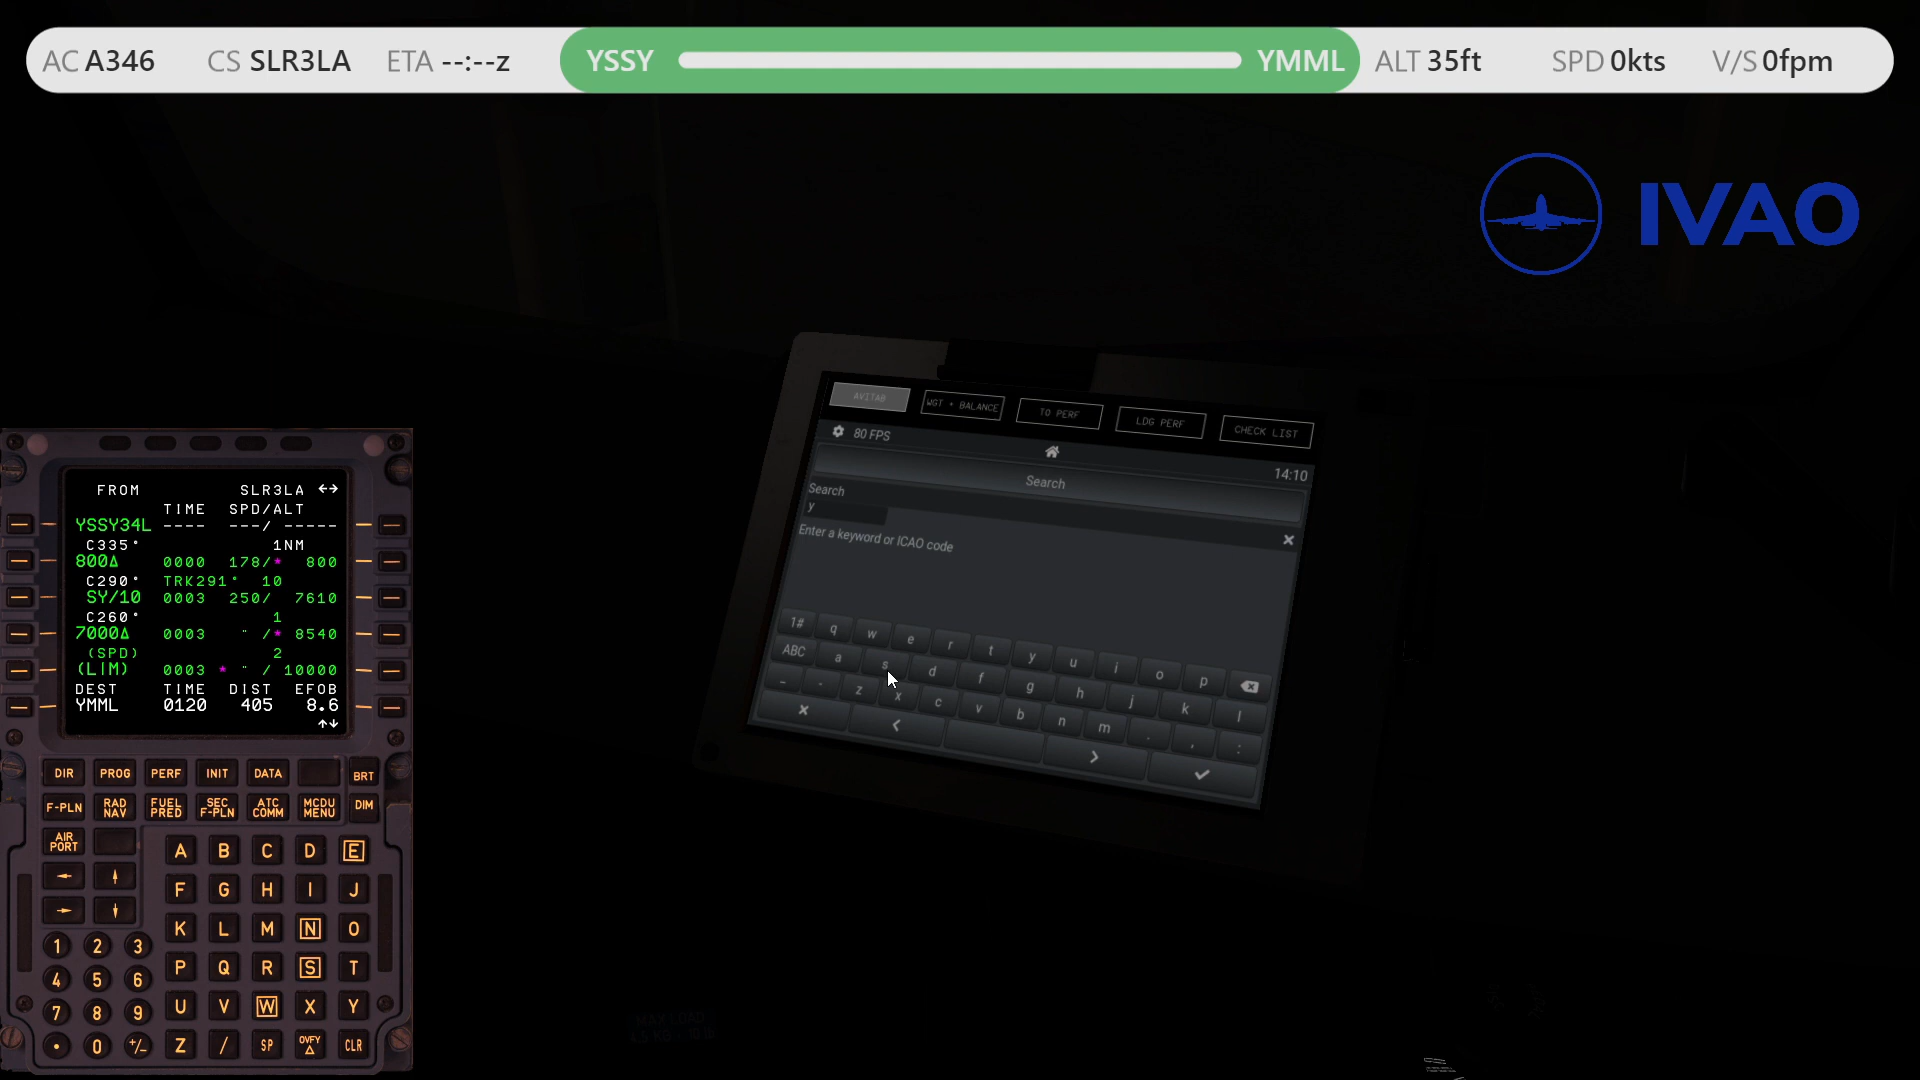 AC A346 CS SLR3LA ETA --:--z YSSY YMML ALT 35ft SPD 0kts V/S 0fpm
IVAO
AVITAB WGT + BALANCE TO PERF LDG PERF CHECK LIST
80 FPS
14:10
Search
Search
y
Enter a keyword or ICAO code
1# q w e r t y u i o p
ABC a s d f g h j k l
_ - z x c v b n m . , :
FROM SLR3LA ↔
TIME SPD/ALT
YSSY34L ---- ---/ -----
C335° 1NM
800Δ 0000 178/* 800
C290° TRK291° 10
SY/10 0003 250/ 7610
C260° 1
7000Δ 0003 " /* 8540
(SPD) 2
(LIM) 0003 * " / 10000
DEST TIME DIST EFOB
YMML 0120 405 8.6
↑↓
DIR PROG PERF INIT DATA BRT
F-PLN RAD NAV FUEL PRED SEC F-PLN ATC COMM MCDU MENU DIM
AIR PORT
A B C D E
F G H I J
K L M N O
1 2 3
P Q R S T
4 5 6
U V W X Y
7 8 9
Z / SP OVFY Δ CLR
. 0 +/-
MAX LOAD